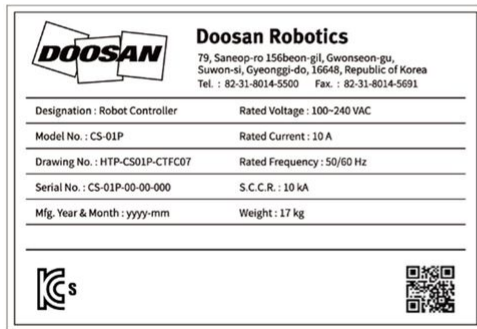 DOOSAN
Doosan Robotics
79, Saneop-ro 156beon-gil, Gwonseon-gu,
Suwon-si, Gyeonggi-do, 16648, Republic of Korea
Tel. : 82-31-8014-5500 Fax. : 82-31-8014-5691
Designation : Robot Controller
Rated Voltage : 100~240 VAC
Model No. : CS-01P
Rated Current : 10 A
Drawing No. : HTP-CS01P-CTFC07
Rated Frequency : 50/60 Hz
Serial No. : CS-01P-00-00-000
S.C.C.R. : 10 kA
Mfg. Year & Month : yyyy-mm
Weight : 17 kg
KCs